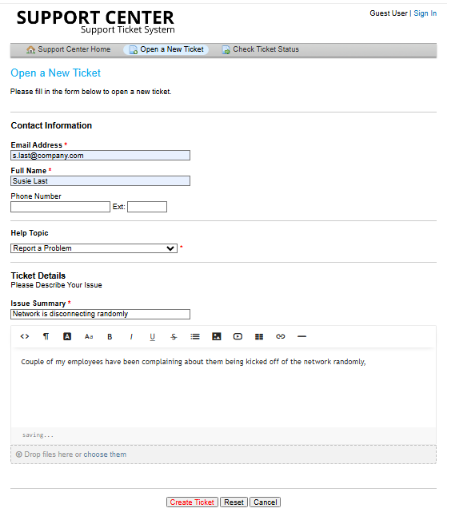 SUPPORT CENTER
Support Ticket System
Guest User | Sign In
Support Center Home Open a New Ticket Check Ticket Status
Open a New Ticket
Please fill in the form below to open a new ticket.
Contact Information
Email Address *
s.last@company.com
Full Name *
Susie Last
Phone Number
Ext:
Help Topic
Report a Problem *
Ticket Details
Please Describe Your Issue
Issue Summary *
Network is disconnecting randomly
<> ¶ A Aa B I U S
Couple of my employees have been complaining about them being kicked off of the network randomly,
saving...
Drop files here or choose them
Create Ticket Reset Cancel